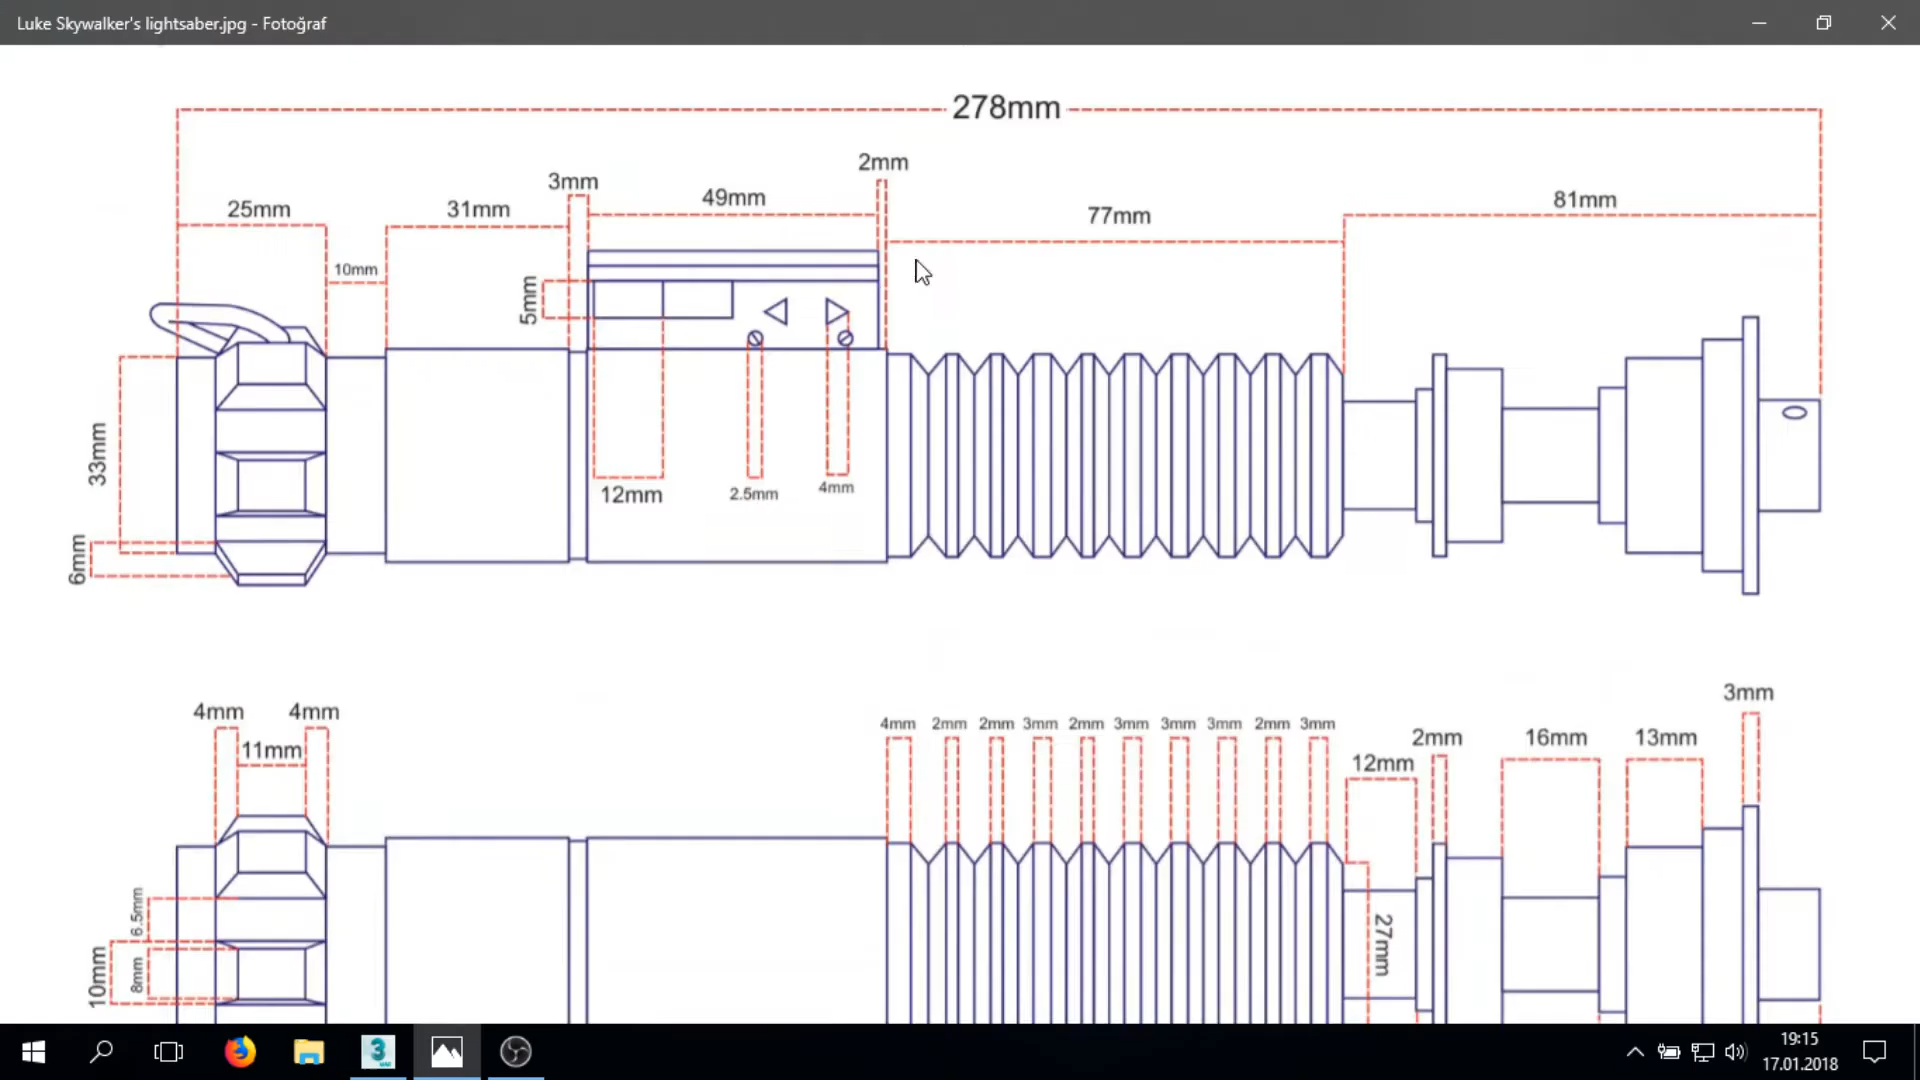 Luke Skywalker's lightsaber.jpg - Fotoğraf
278mm
2mm
3mm
49mm
81mm
25mm
31mm
77mm
10mm
5mm
33mm
12mm
2.5mm
4mm
6mm
3mm
4mm
4mm
4mm
2mm
2mm
3mm
2mm
3mm
3mm
3mm
2mm
3mm
2mm
16mm
13mm
11mm
12mm
6.5mm
27mm
10mm
8mm
19:15
17.01.2018